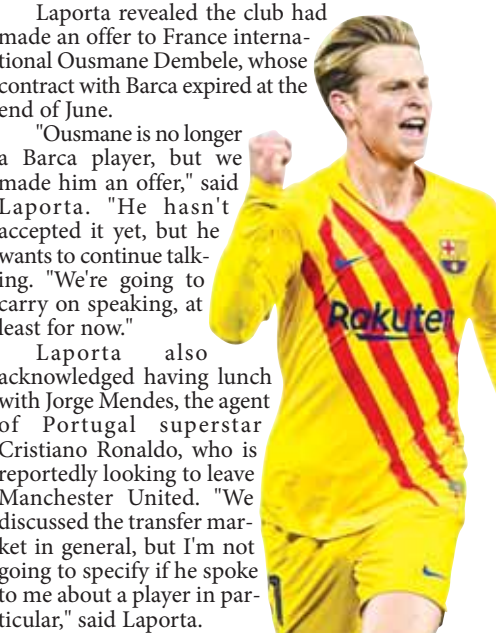 Laporta revealed the club had
made an offer to France interna-
tional Ousmane Dembele, whose
contract with Barca expired at the
end of June.
"Ousmane is no longer
a Barca player, but we
made him an offer," said
Laporta. "He hasn't
accepted it yet, but he
wants to continue talk-
ing. "We're going to
carry on speaking, at
least for now."
Laporta also
acknowledged having lunch
with Jorge Mendes, the agent
of Portugal superstar
Cristiano Ronaldo, who is
reportedly looking to leave
Manchester United. "We
discussed the transfer mar-
ket in general, but I'm not
going to specify if he spoke
to me about a player in par-
ticular," said Laporta.
Rakuten